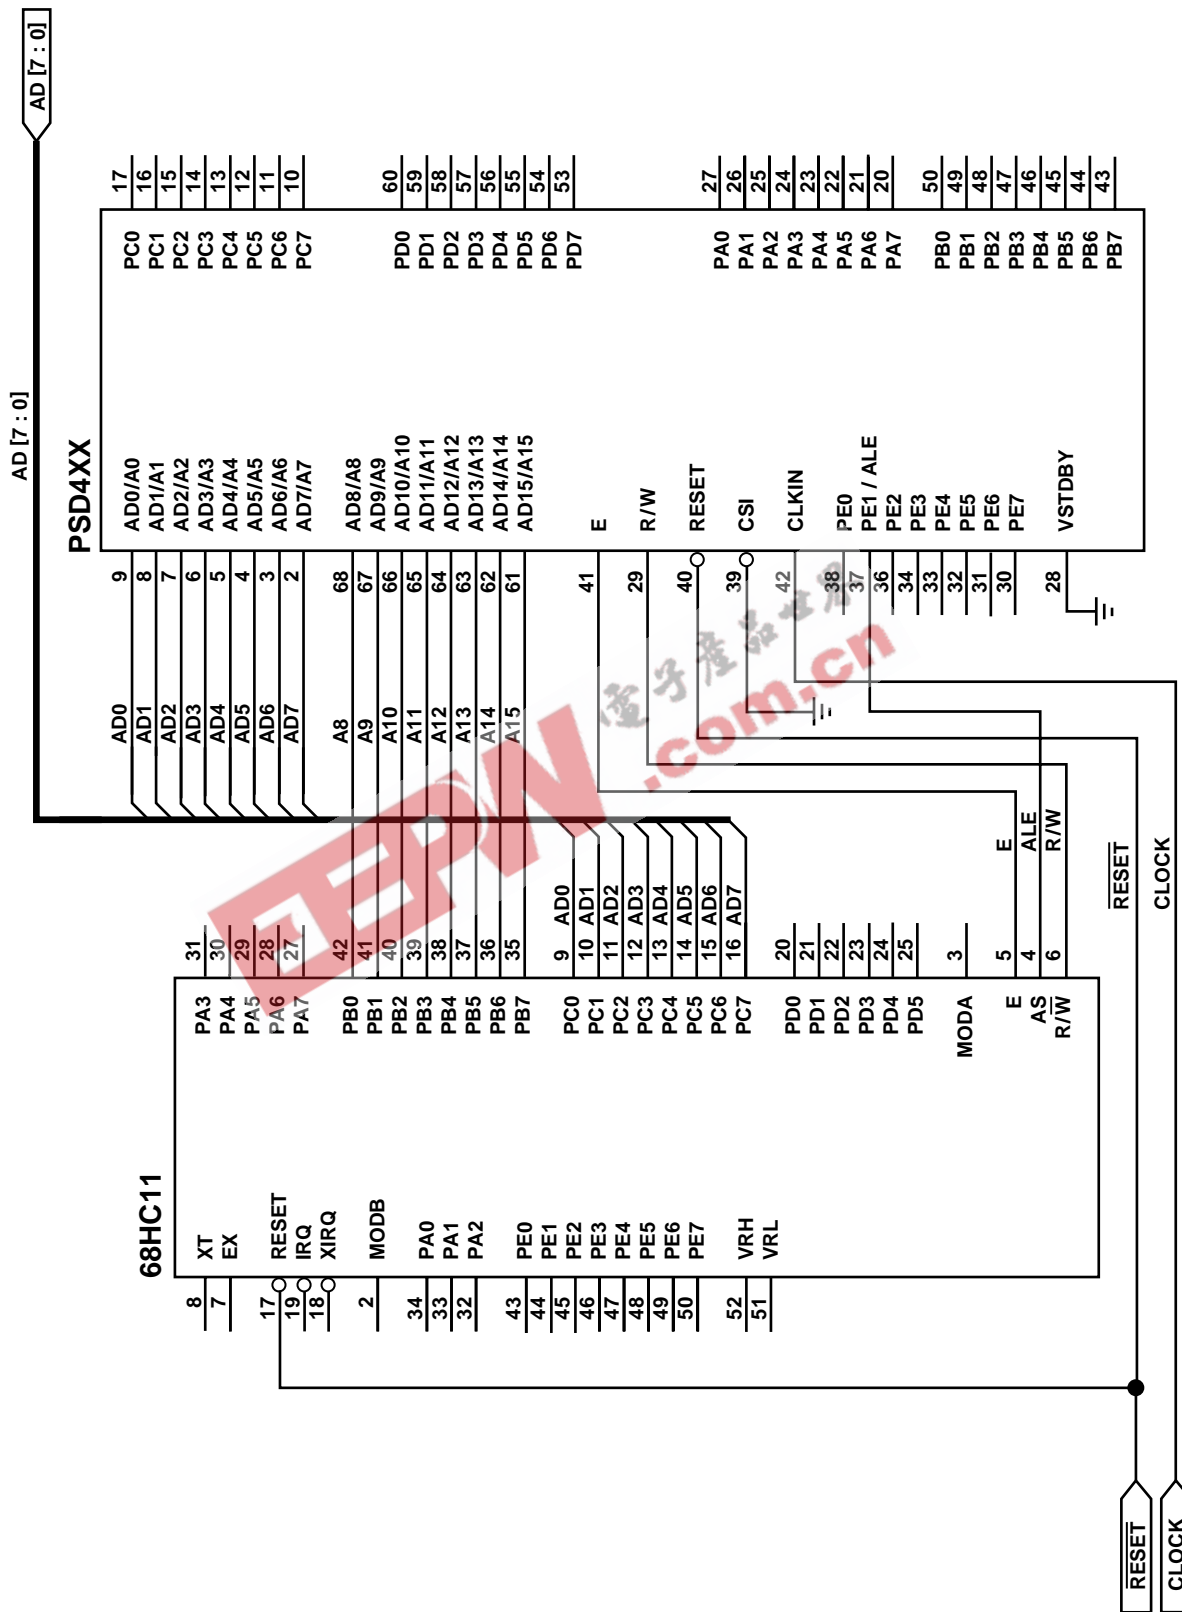 AD [7 : 0]
AD [7 : 0]
68HC11
8 XT
7 EX
17 RESET
19 IRQ
18 XIRQ
2 MODB
34 PA0
33 PA1
32 PA2
43 PE0
44 PE1
45 PE2
46 PE3
47 PE4
48 PE5
49 PE6
50 PE7
52 VRH
51 VRL
PA3 31
PA4 30
PA5 29
PA6 28
PA7 27
PB0 42
PB1 41
PB2 40
PB3 39
PB4 38
PB5 37
PB6 36
PB7 35
PC0 9 AD0
PC1 10 AD1
PC2 11 AD2
PC3 12 AD3
PC4 13 AD4
PC5 14 AD5
PC6 15 AD6
PC7 16 AD7
PD0 20
PD1 21
PD2 22
PD3 23
PD4 24
PD5 25
MODA 3
E 5 E
AS 4 ALE
R/W 6 R/W
PSD4XX
AD0 9 AD0/A0
AD1 8 AD1/A1
AD2 7 AD2/A2
AD3 6 AD3/A3
AD4 5 AD4/A4
AD5 4 AD5/A5
AD6 3 AD6/A6
AD7 2 AD7/A7
A8 68 AD8/A8
A9 67 AD9/A9
A10 66 AD10/A10
A11 65 AD11/A11
A12 64 AD12/A12
A13 63 AD13/A13
A14 62 AD14/A14
A15 61 AD15/A15
41 E
29 R/W
40 RESET
39 CSI
42 CLKIN
38 PE0
37 PE1 / ALE
36 PE2
34 PE3
33 PE4
32 PE5
31 PE6
30 PE7
28 VSTDBY
PC0 17
PC1 16
PC2 15
PC3 14
PC4 13
PC5 12
PC6 11
PC7 10
PD0 60
PD1 59
PD2 58
PD3 57
PD4 56
PD5 55
PD6 54
PD7 53
PA0 27
PA1 26
PA2 25
PA3 24
PA4 23
PA5 22
PA6 21
PA7 20
PB0 50
PB1 49
PB2 48
PB3 47
PB4 46
PB5 45
PB6 44
PB7 43
RESET
CLOCK
RESET
CLOCK
EEPW
.com.cn
電子產品世界